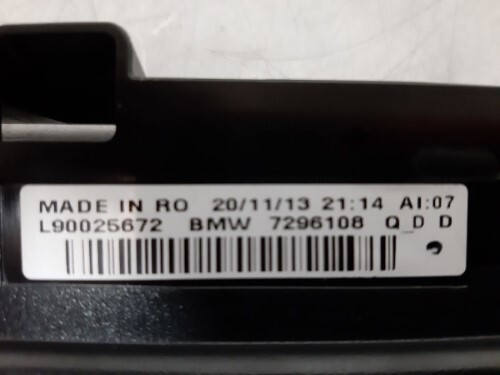 MADE IN RO 20/11/13 21:14 AI:07
L90025672 BMW 7296108 Q_D D